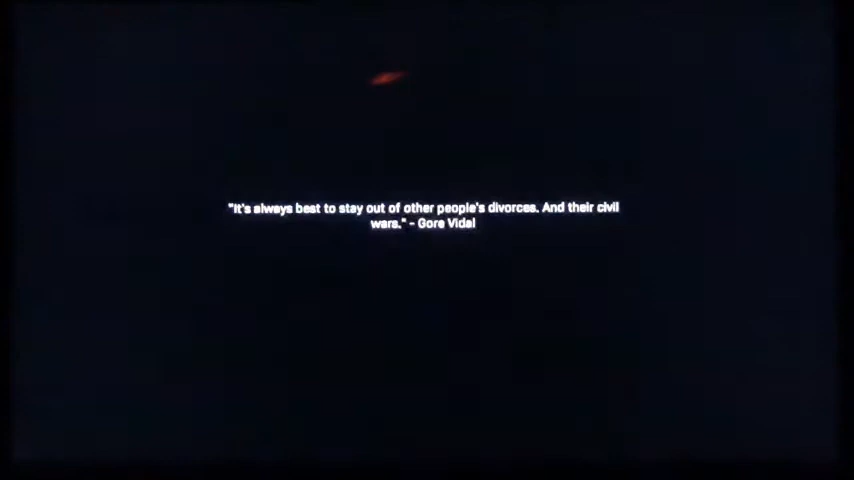 "It's always best to stay out of other people's divorces. And their civil
wars." - Gore Vidal